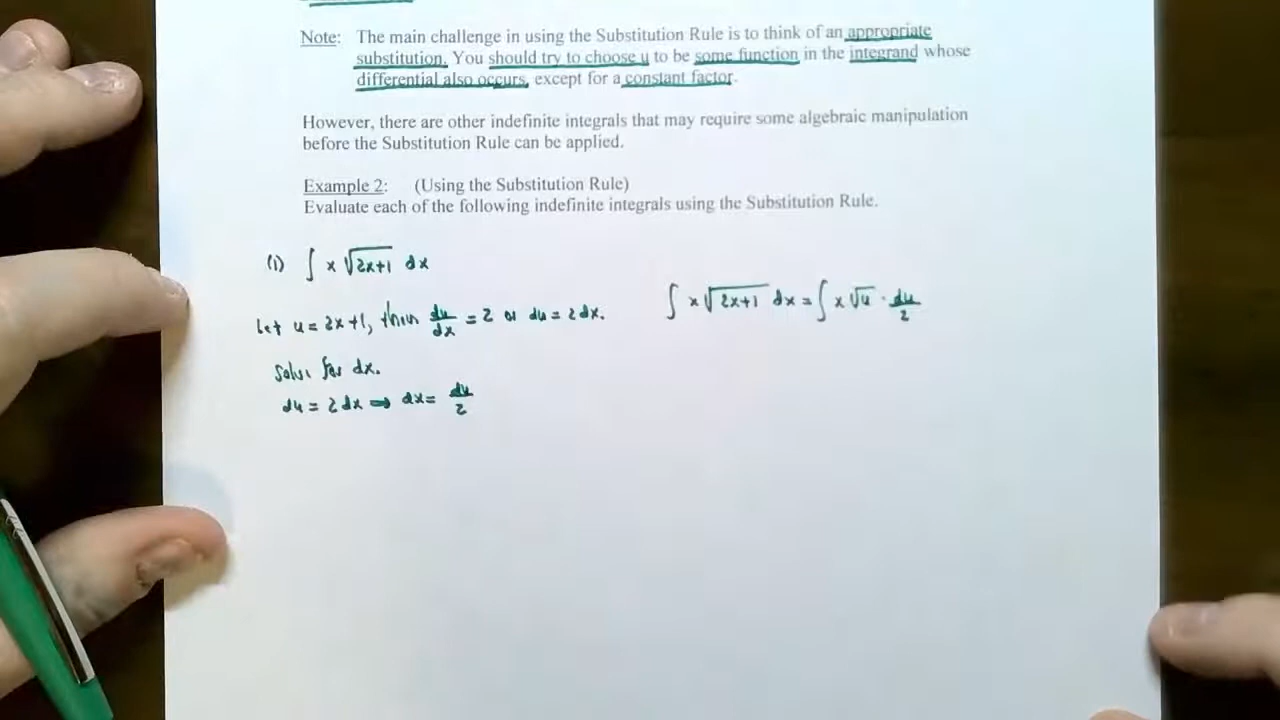 Note: The main challenge in using the Substitution Rule is to think of an appropriate
substitution. You should try to choose u to be some function in the integrand whose
differential also occurs, except for a constant factor.
However, there are other indefinite integrals that may require some algebraic manipulation
before the Substitution Rule can be applied.
Example 2: (Using the Substitution Rule)
Evaluate each of the following indefinite integrals using the Substitution Rule.
(1) ∫ x √(2x+1) dx
Let u = 2x+1, then du/dx = 2 or du = 2dx.
Solve for dx.
du = 2dx ⇒ dx = du/2
∫ x √(2x+1) dx = ∫ x √u · du/2